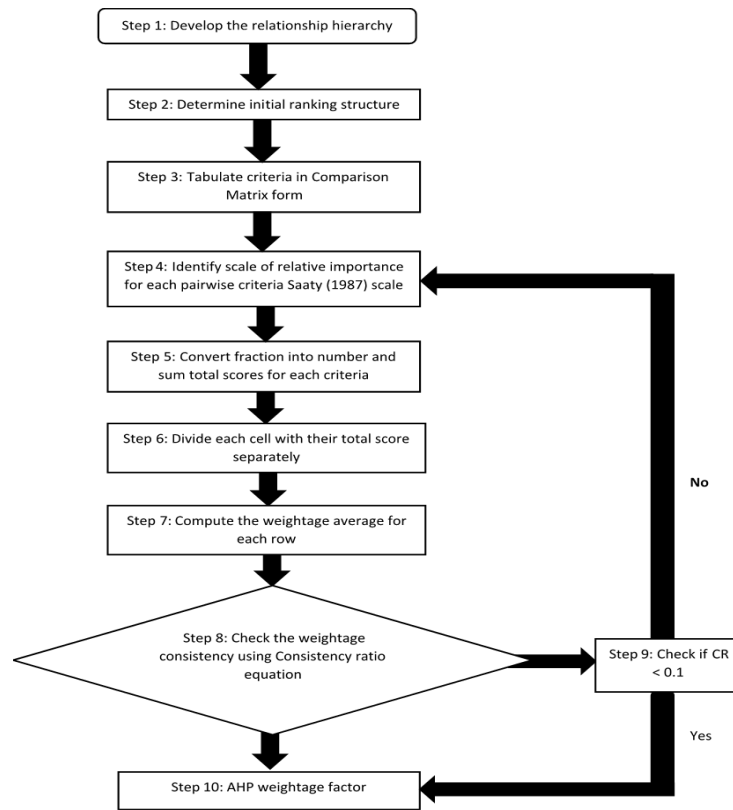 Step 1: Develop the relationship hierarchy
Step 2: Determine initial ranking structure
Step 3: Tabulate criteria in Comparison
Matrix form
Step 4: Identify scale of relative importance
for each pairwise criteria Saaty (1987) scale
Step 5: Convert fraction into number and
sum total scores for each criteria
Step 6: Divide each cell with their total score
separately
No
Step 7: Compute the weightage average for
each row
Step 8: Check the weightage
consistency using Consistency ratio
equation
Step 9: Check if CR
< 0.1
Yes
Step 10: AHP weightage factor